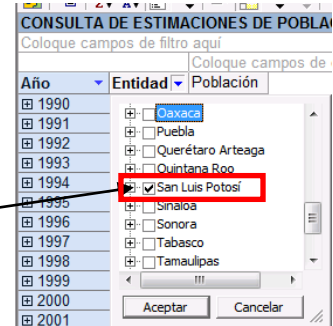 CONSULTA DE ESTIMACIONES DE POBLA
Coloque campos de filtro aquí
Coloque campos de
Año Entidad Población
1990
1991
1992
1993
1994
1995
1996
1997
1998
1999
2000
2001
Oaxaca
Puebla
Querétaro Arteaga
Quintana Roo
San Luis Potosí
Sinaloa
Sonora
Tabasco
Tamaulipas
Aceptar Cancelar